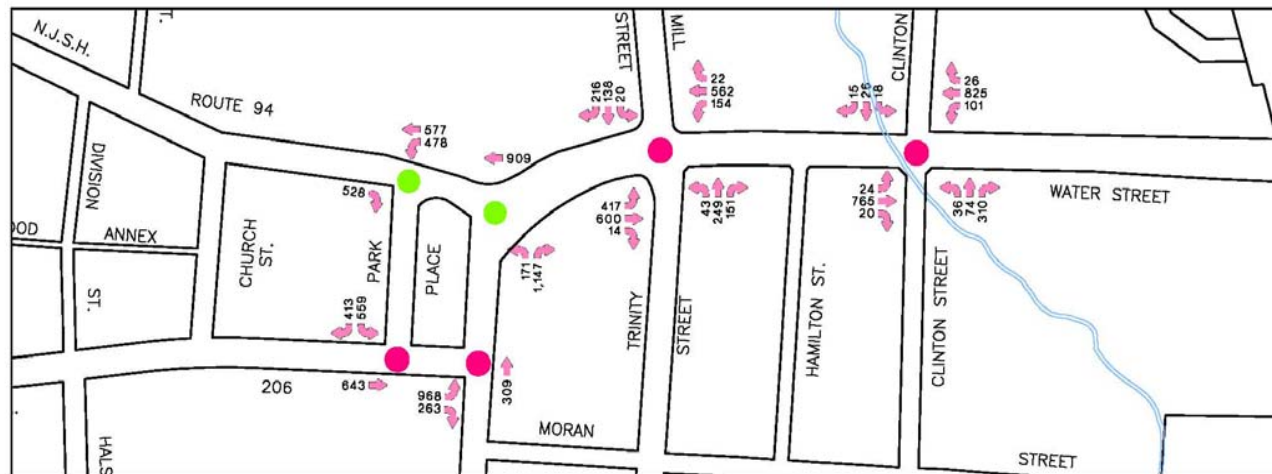 T.
N.J.S.H.
ROUTE 94
STREET
MILL
CLINTON
216
138
20
22
562
154
15
26
18
26
825
101
577
478
909
528
417
600
14
43
249
151
24
765
20
36
74
310
WATER STREET
DIVISION
ST.
OOD
ANNEX
CHURCH
ST.
PARK
PLACE
171
1,147
TRINITY
STREET
HAMILTON ST.
CLINTON STREET
413
559
643
206
968
263
309
MORAN
STREET
HALS